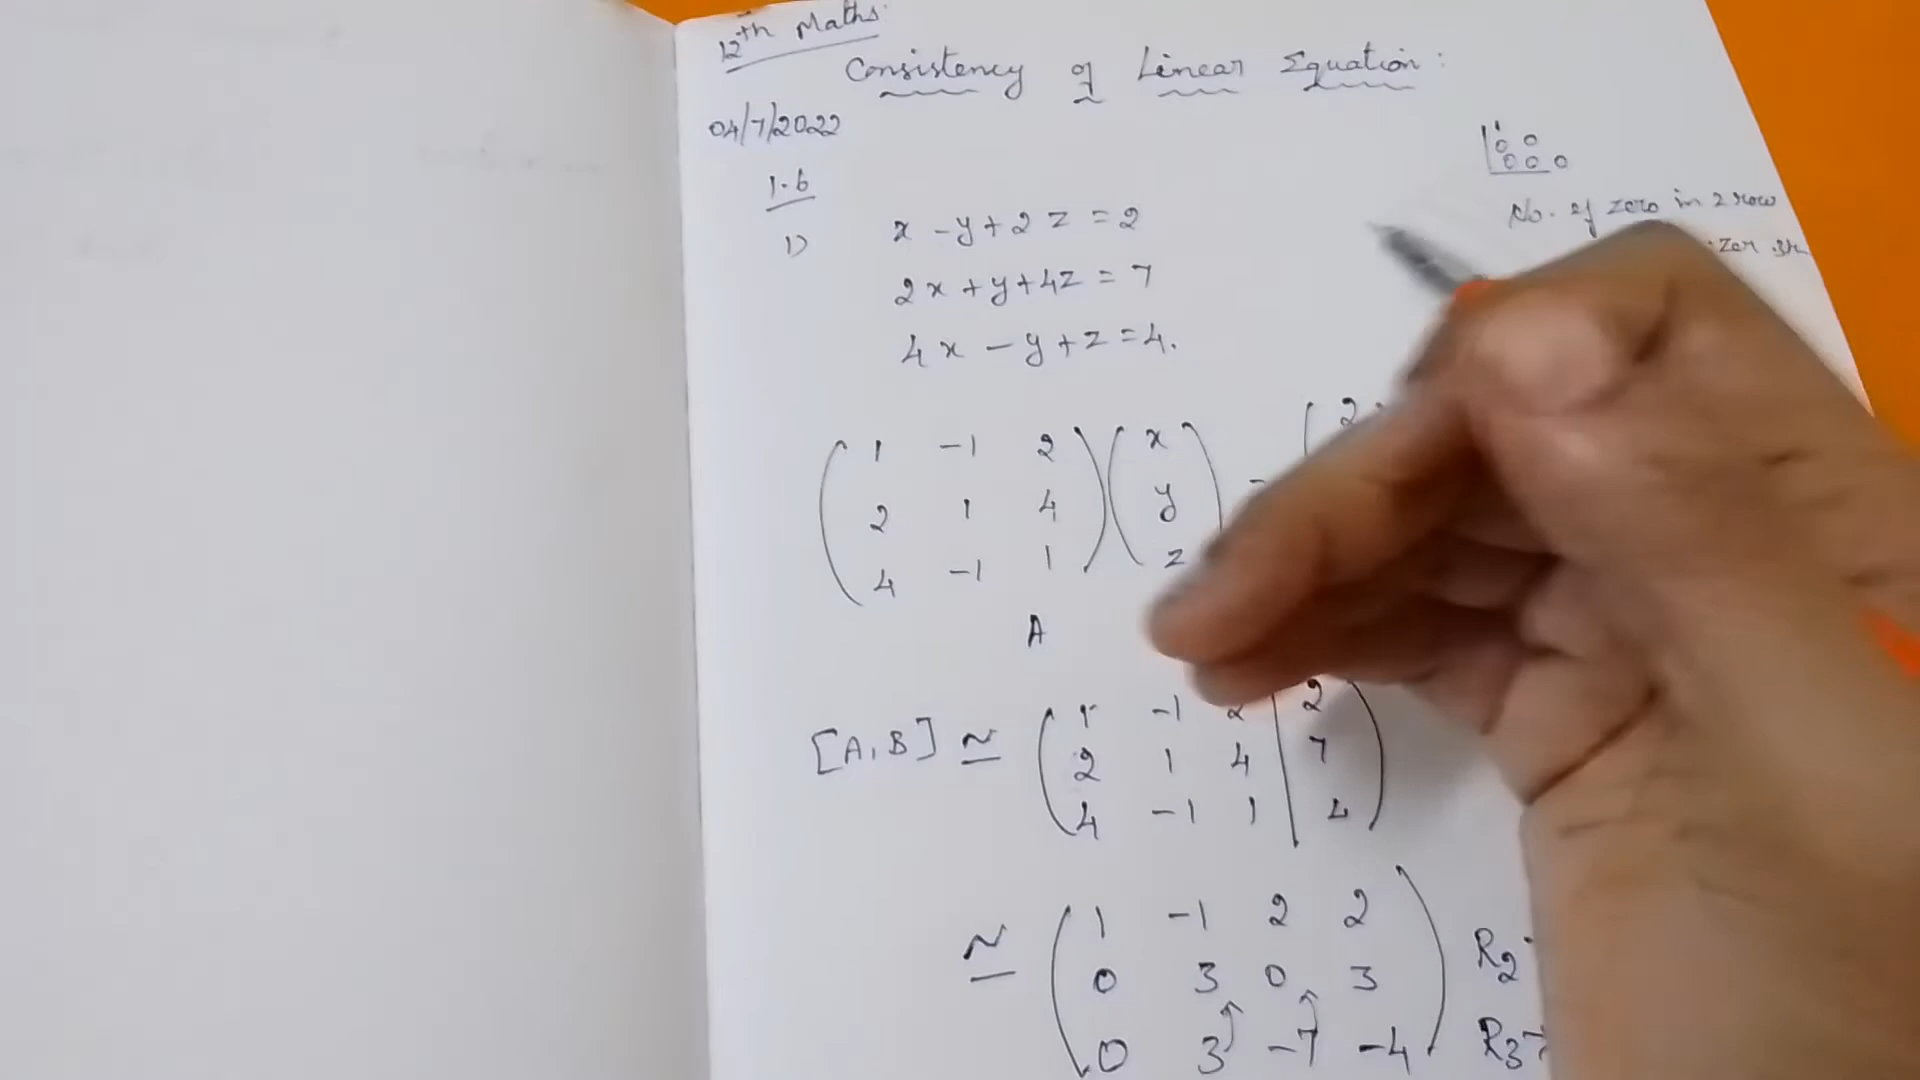 12th Maths
Consistency of Linear Equation:
04/7/2022
1.6
1) x - y + 2z = 2
2x + y + 4z = 7
4x - y + z = 4.
No. of zero in 2 row
1 -1 2 x 2
2 1 4 y
4 -1 1 z
A
[A,B] ≃ 1 -1 2 | 2
2 1 4 | 7
4 -1 1 | 4
≃ 1 -1 2 2
0 3 0 3 R2
0 3 -7 -4 R3